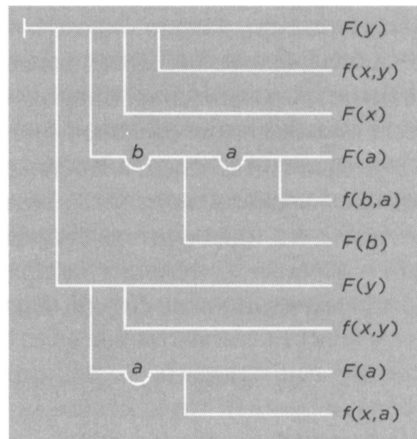 F(y)
f(x,y)
F(x)
b a F(a)
f(b,a)
F(b)
F(y)
f(x,y)
a F(a)
f(x,a)